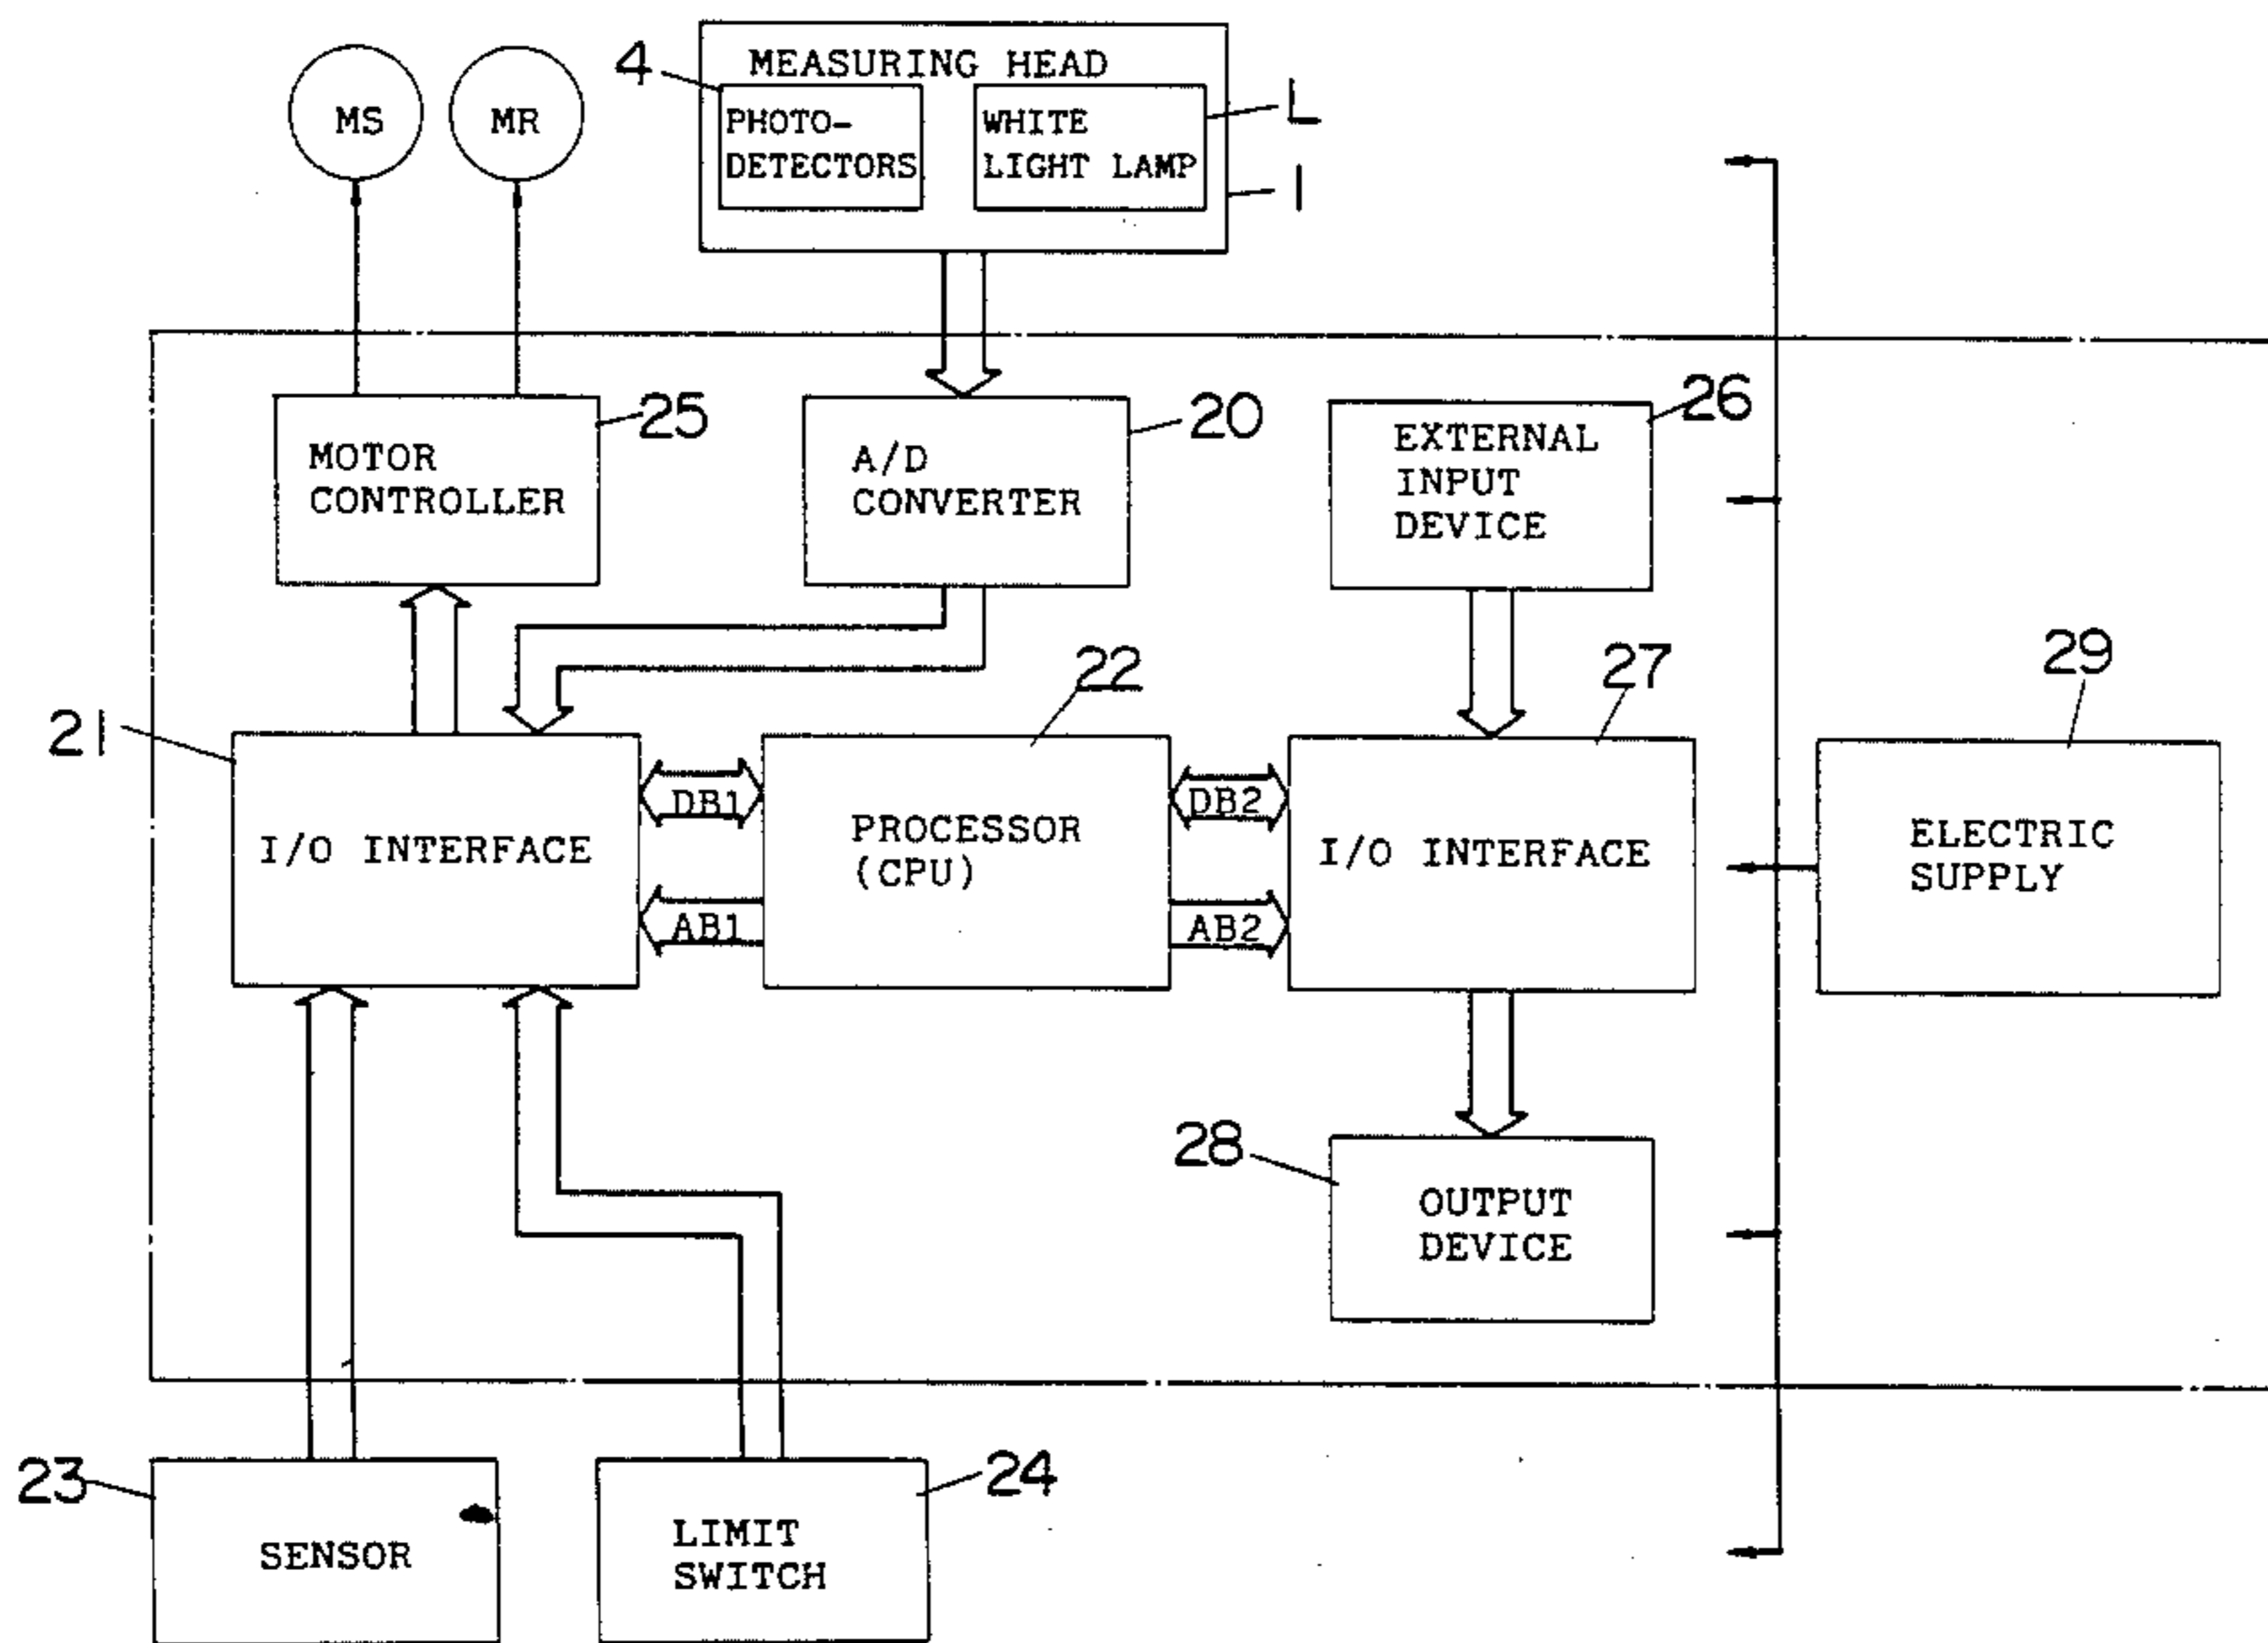 MEASURING HEAD
4
MS
MR
PHOTO-
DETECTORS
WHITE
LIGHT LAMP
L
1
25
20
26
MOTOR
CONTROLLER
A/D
CONVERTER
EXTERNAL
INPUT
DEVICE
21
22
27
29
I/O INTERFACE
DB1
AB1
PROCESSOR
(CPU)
DB2
AB2
I/O INTERFACE
ELECTRIC
SUPPLY
28
OUTPUT
DEVICE
23
SENSOR
24
LIMIT
SWITCH